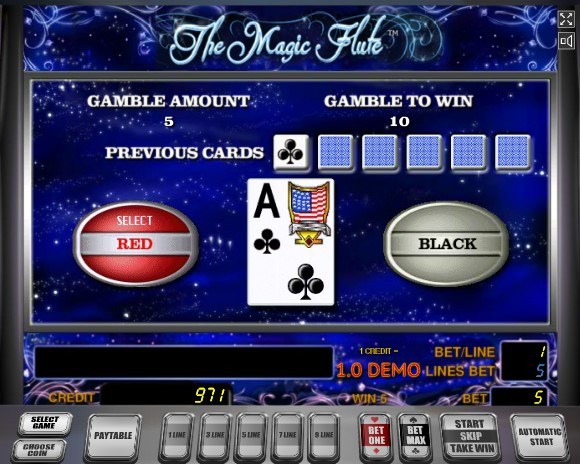 The Magic Flute™
GAMBLE AMOUNT
5
GAMBLE TO WIN
10
PREVIOUS CARDS
A
SELECT
RED
BLACK
1 CREDIT =
1.0 DEMO
BET/LINE 1
LINES BET 5
CREDIT 971
WIN 5
BET 5
SELECT
GAME
CHOOSE
COIN
PAYTABLE
1 LINE
3 LINE
5 LINE
7 LINE
9 LINE
BET
ONE
BET
MAX
START
SKIP
TAKE WIN
AUTOMATIC
START